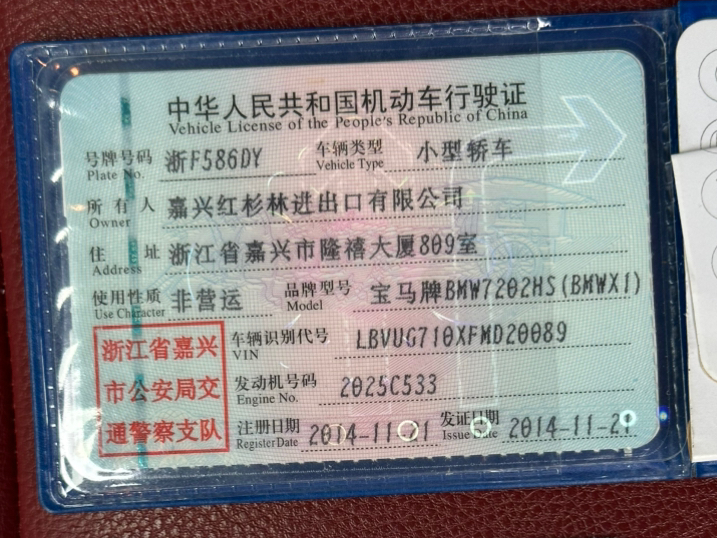 中华人民共和国机动车行驶证
Vehicle License of the People's Republic of China
号牌号码 浙F586DY 车辆类型 小型轿车
Plate No. Vehicle Type
所有人 嘉兴红杉林进出口有限公司
Owner
住址 浙江省嘉兴市隆禧大厦809室
Address
使用性质 非营运 品牌型号 宝马牌BMW7202HS(BMWX1)
Use Character Model
浙江省嘉兴 车辆识别代号 LBVUG710XFMD20089
VIN
市公安局交 发动机号码 2025C533
Engine No.
通警察支队 注册日期 2014-11-21 发证日期 2014-11-21
Register Date Issue Date